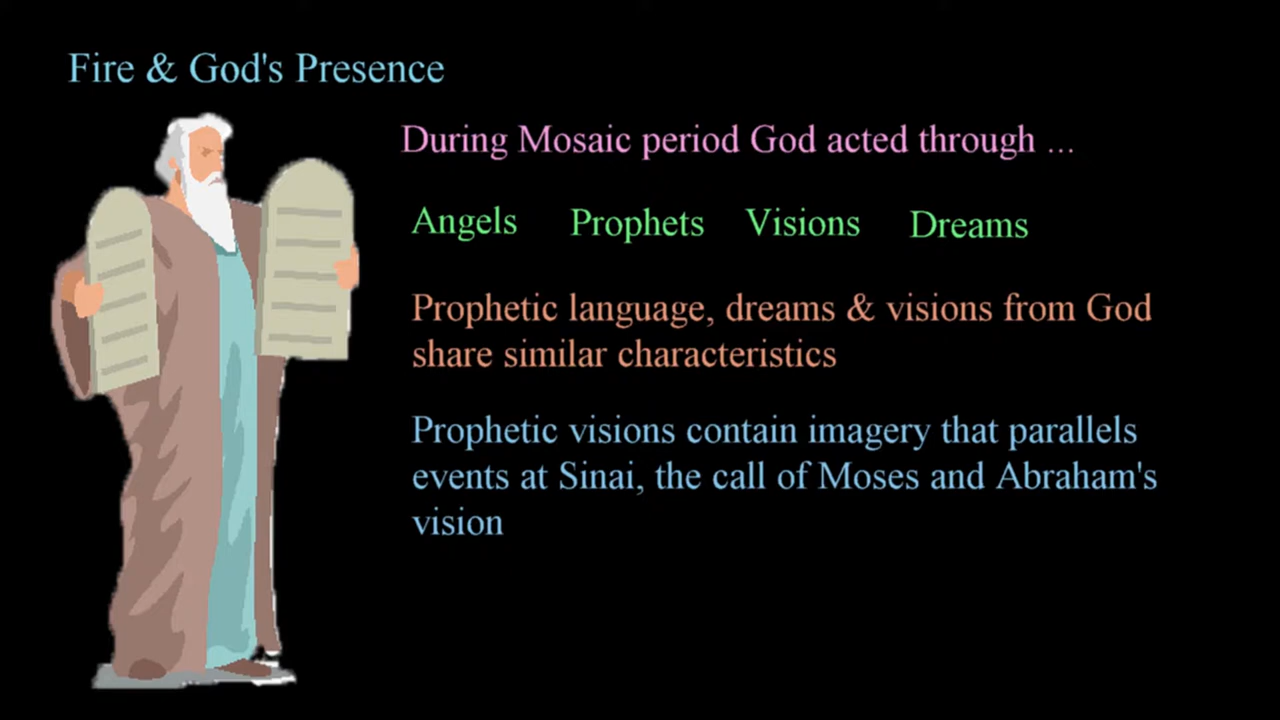 Fire & God's Presence
During Mosaic period God acted through ...
Angels Prophets Visions Dreams
Prophetic language, dreams & visions from God
share similar characteristics
Prophetic visions contain imagery that parallels
events at Sinai, the call of Moses and Abraham's
vision